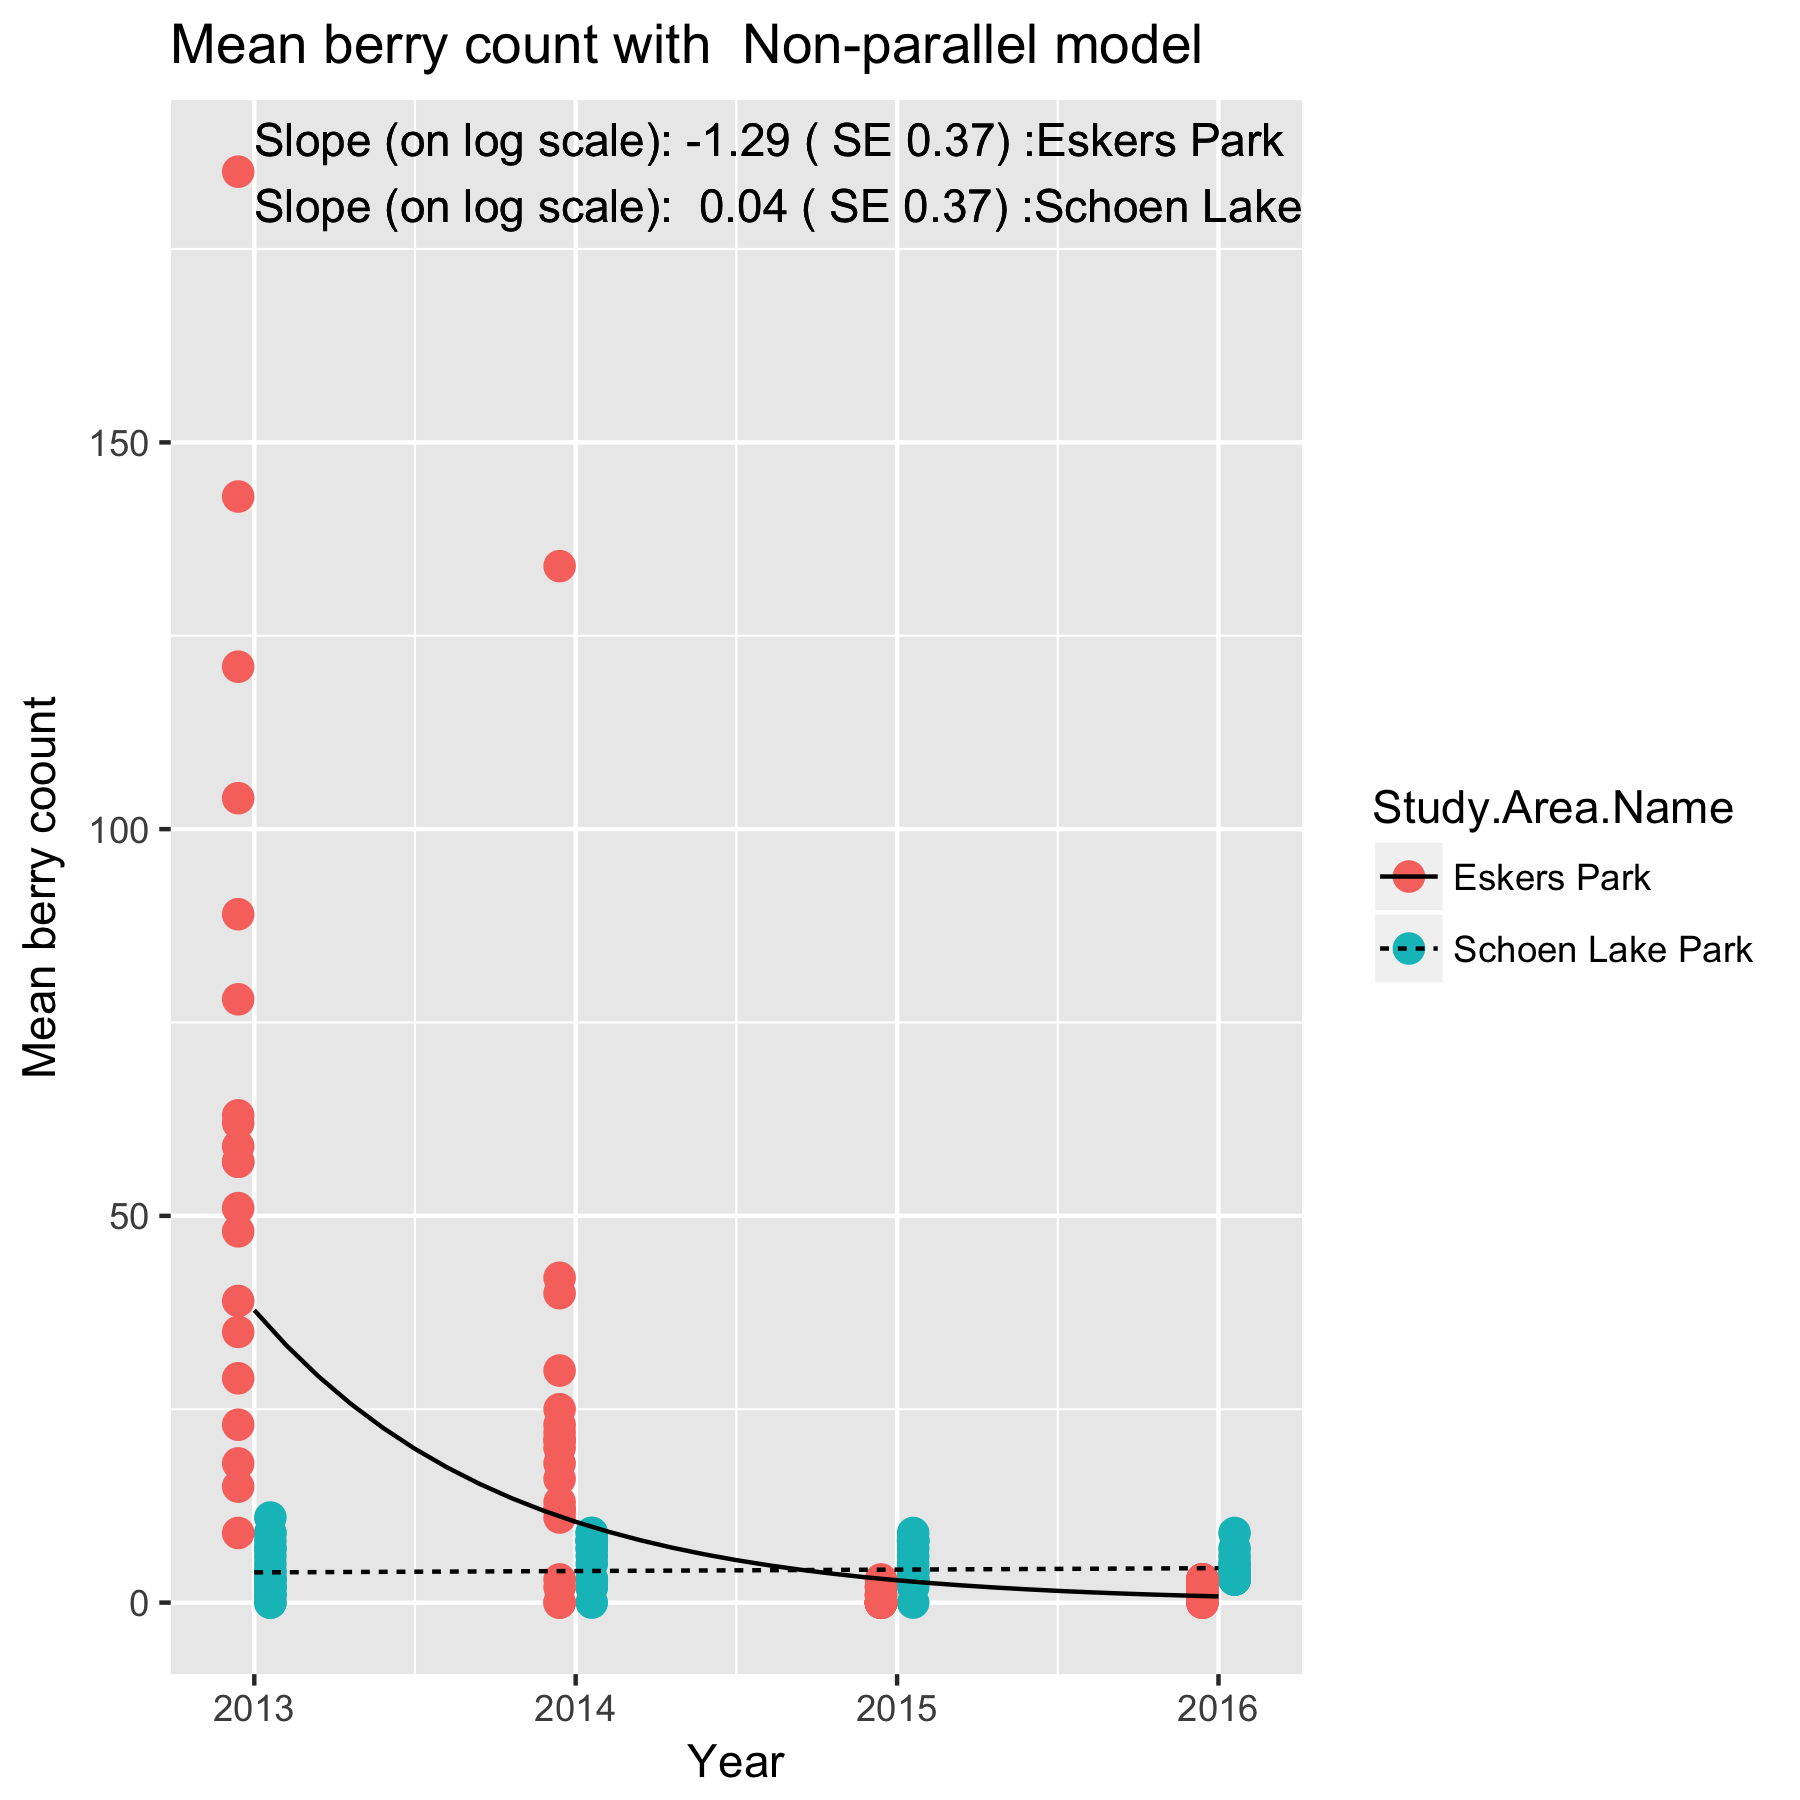 Mean berry count with  Non-parallel model
Slope (on log scale): -1.29 ( SE 0.37) :Eskers Park
Slope (on log scale):  0.04 ( SE 0.37) :Schoen Lake
150
100
50
0
Mean berry count
2013 2014 2015 2016
Year
Study.Area.Name
Eskers Park
Schoen Lake Park